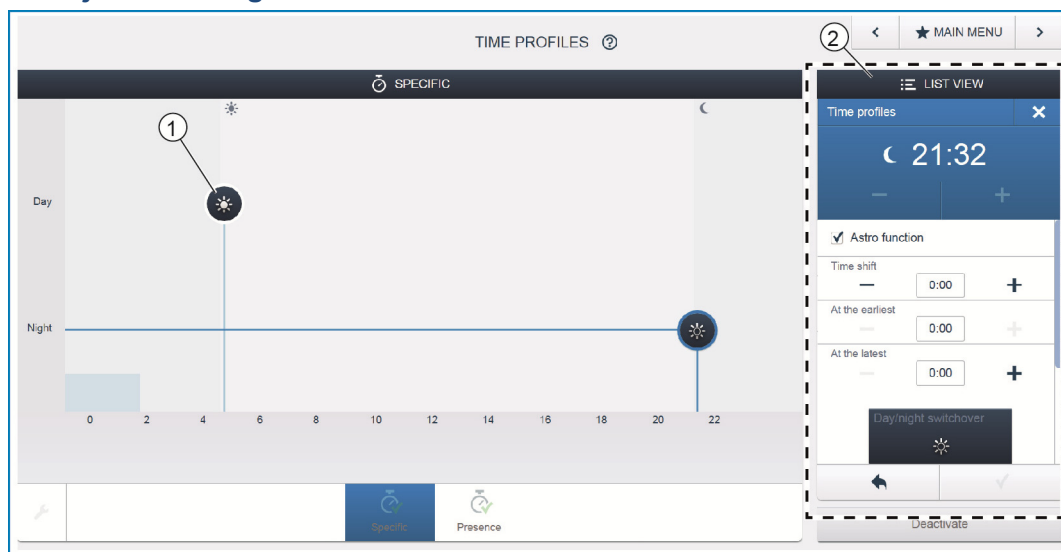 TIME PROFILES ?
2
< ★ MAIN MENU >
SPECIFIC
LIST VIEW
Time profiles ×
1
21:32
− +
Day
✓ Astro function
Time shift
− 0:00 +
At the earliest
− 0:00 +
Night
At the latest
− 0:00 +
0 2 4 6 8 10 12 14 16 18 20 22
Day/night switchover
Specific
Presence
Deactivate